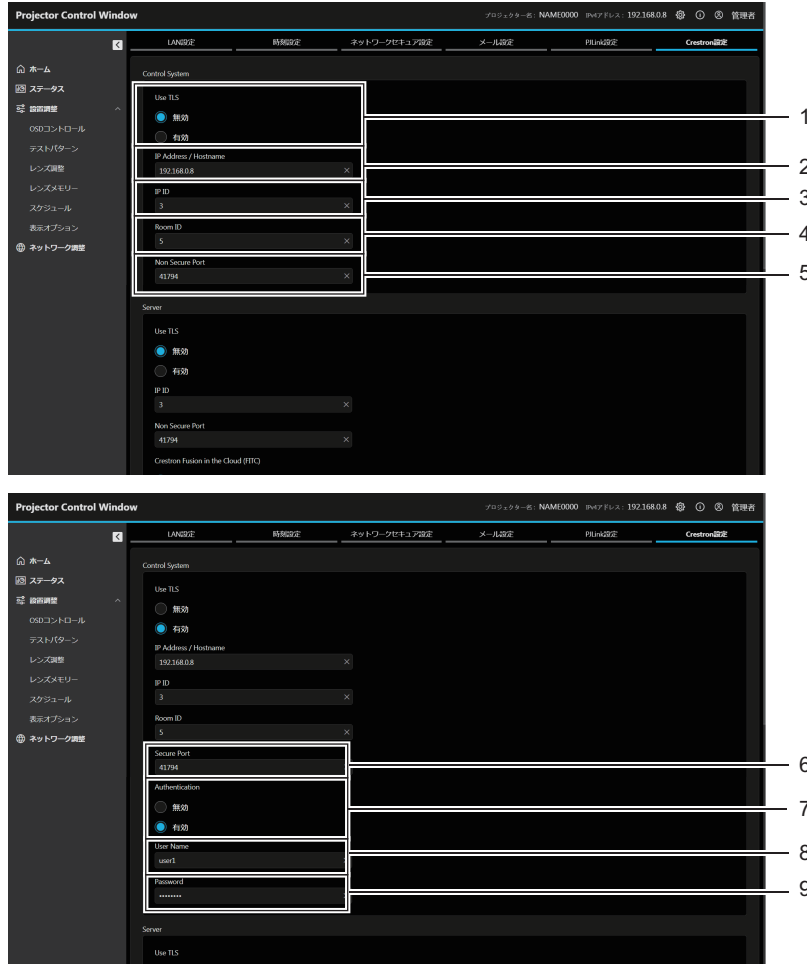 Projector Control Window
プロジェクター名: NAME0000 IPv4アドレス: 192.168.0.8 管理者
LAN設定 時刻設定 ネットワークセキュア設定 メール設定 PJLink設定 Crestron設定
ホーム
ステータス
設置調整
OSDコントロール
テストパターン
レンズ調整
レンズメモリー
スケジュール
表示オプション
ネットワーク調整
Control System
Use TLS
無効
有効
1
IP Address / Hostname
192.168.0.8
2
IP ID
3
3
Room ID
5
4
Non Secure Port
41794
5
Server
Use TLS
無効
有効
IP ID
3
Non Secure Port
41794
Crestron Fusion in the Cloud (FITC)
Projector Control Window
プロジェクター名: NAME0000 IPv4アドレス: 192.168.0.8 管理者
LAN設定 時刻設定 ネットワークセキュア設定 メール設定 PJLink設定 Crestron設定
ホーム
ステータス
設置調整
OSDコントロール
テストパターン
レンズ調整
レンズメモリー
スケジュール
表示オプション
ネットワーク調整
Control System
Use TLS
無効
有効
IP Address / Hostname
192.168.0.8
IP ID
3
Room ID
5
Secure Port
41794
6
Authentication
無効
有効
7
User Name
user1
8
Password
••••••••
9
Server
Use TLS